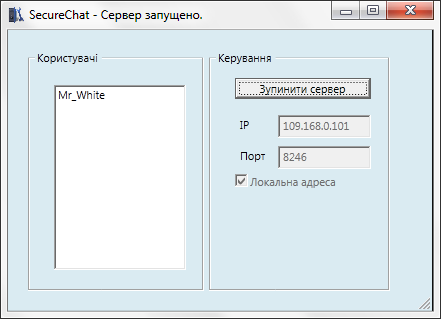 SecureChat - Сервер запущено.
Користувачі
Mr_White
Керування
Зупинити сервер
IP 109.168.0.101
Порт 8246
Локальна адреса